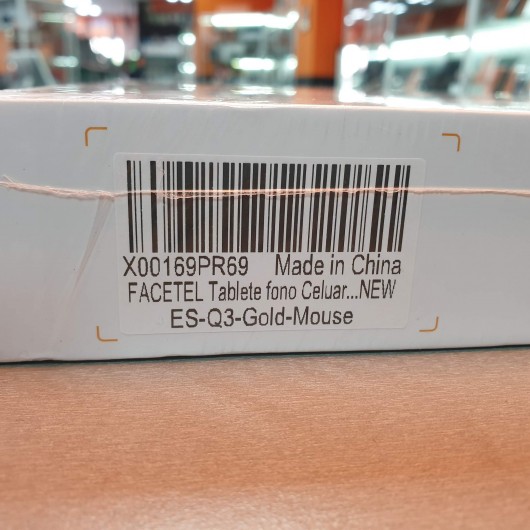 X00169PR69 Made in China
FACETEL Tablete fono Celuar...NEW
ES-Q3-Gold-Mouse